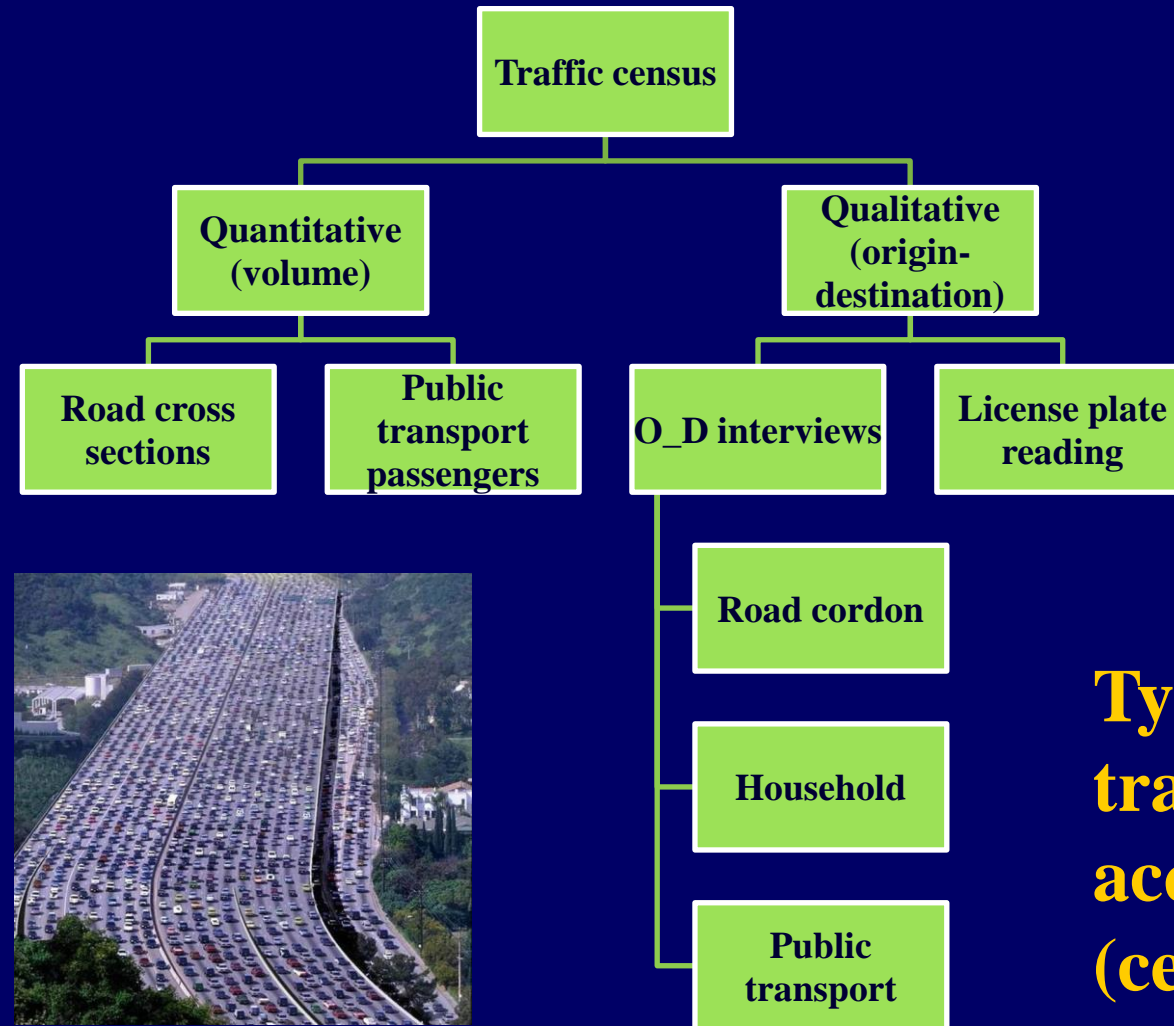 Traffic census
Quantitative
(volume)
Qualitative
(origin-
destination)
Road cross
sections
Public
transport
passengers
O_D interviews
License plate
reading
Road cordon
Household
Public
transport